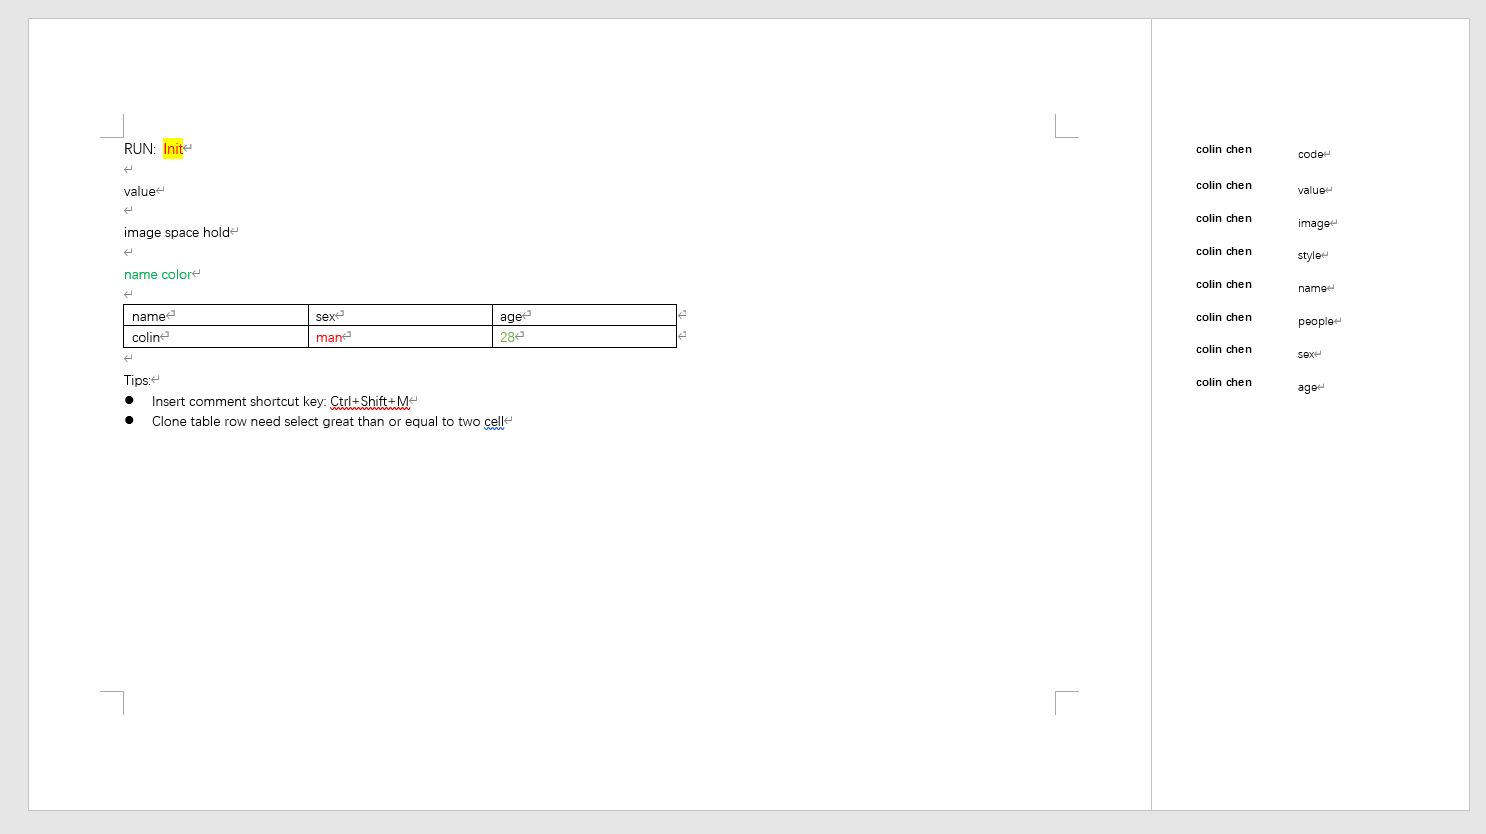 RUN: Init
value
image space hold
name color
name sex age
colin man 28
Tips:
● Insert comment shortcut key: Ctrl+Shift+M
● Clone table row need select great than or equal to two cell
colin chen code
colin chen value
colin chen image
colin chen style
colin chen name
colin chen people
colin chen sex
colin chen age